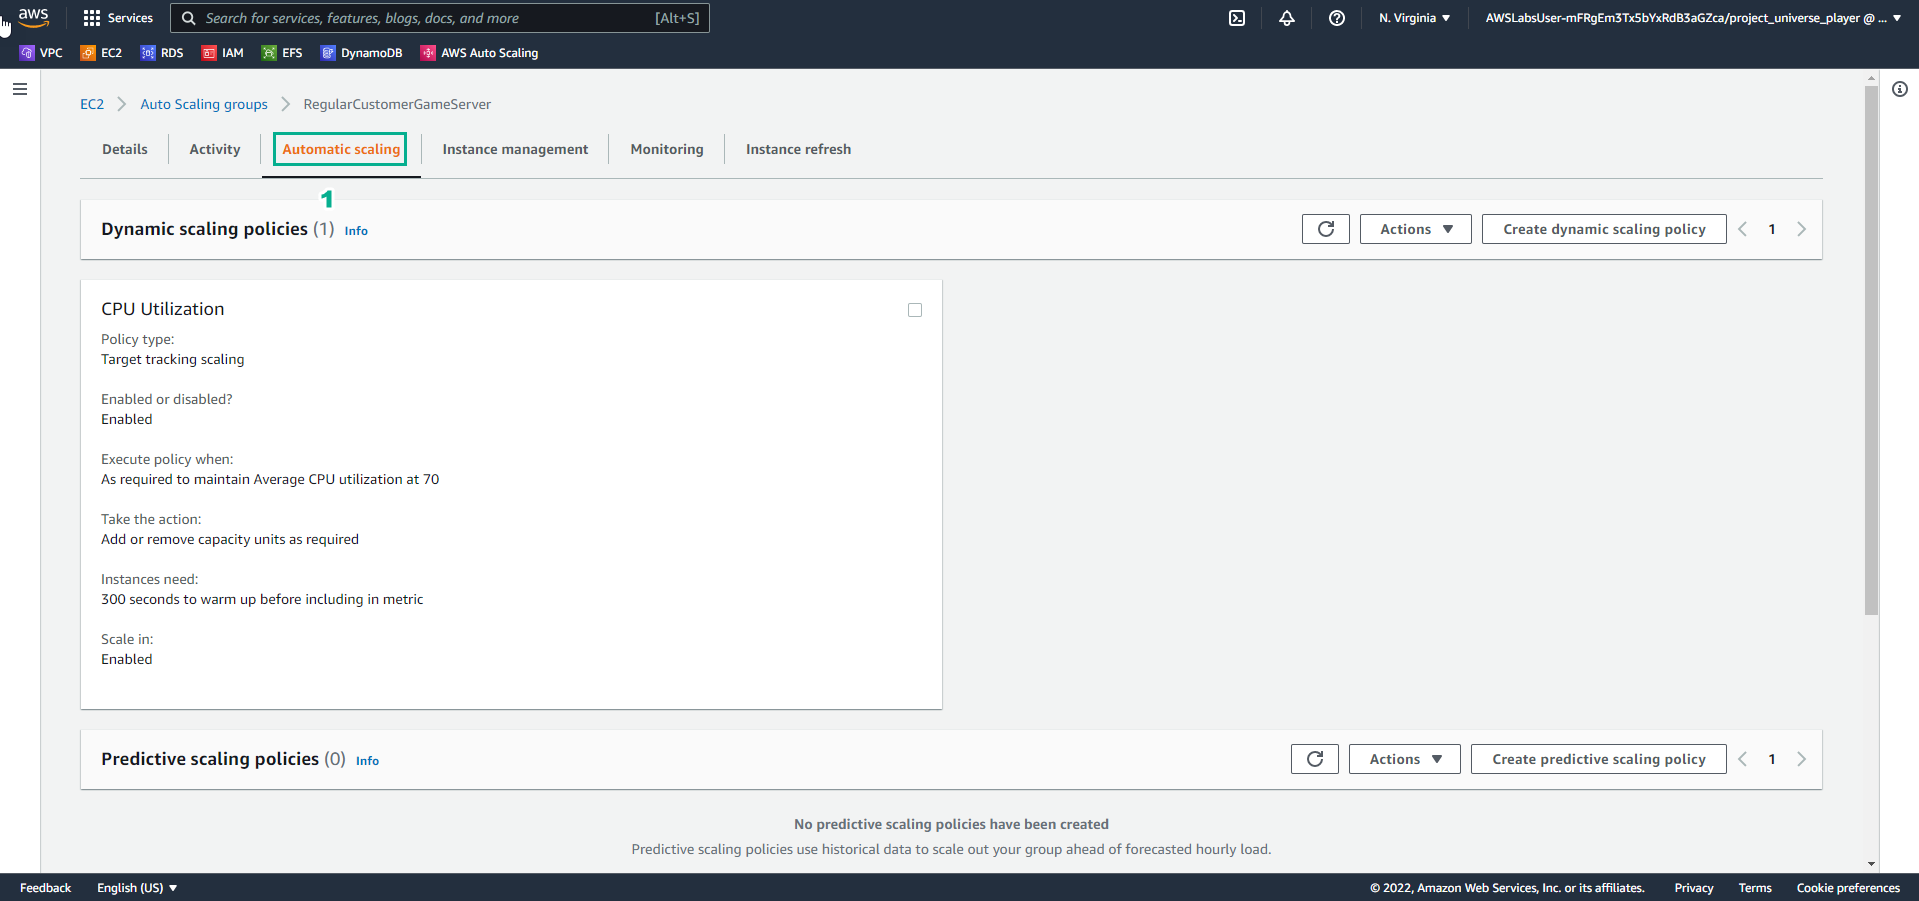 aws
Services
Search for services, features, blogs, docs, and more
[Alt+S]
N. Virginia ▼
AWSLabsUser-mFRgEm3Tx5bYxRdB3aGZca/project_universe_player @ ... ▼
VPC EC2 RDS IAM EFS DynamoDB AWS Auto Scaling
EC2 > Auto Scaling groups > RegularCustomerGameServer
Details Activity Automatic scaling Instance management Monitoring Instance refresh
1
Dynamic scaling policies (1) Info
Actions ▼ Create dynamic scaling policy < 1 >
CPU Utilization
Policy type:
Target tracking scaling
Enabled or disabled?
Enabled
Execute policy when:
As required to maintain Average CPU utilization at 70
Take the action:
Add or remove capacity units as required
Instances need:
300 seconds to warm up before including in metric
Scale in:
Enabled
Predictive scaling policies (0) Info
Actions ▼ Create predictive scaling policy < 1 >
No predictive scaling policies have been created
Predictive scaling policies use historical data to scale out your group ahead of forecasted hourly load.
Feedback English (US) ▼
© 2022, Amazon Web Services, Inc. or its affiliates. Privacy Terms Cookie preferences